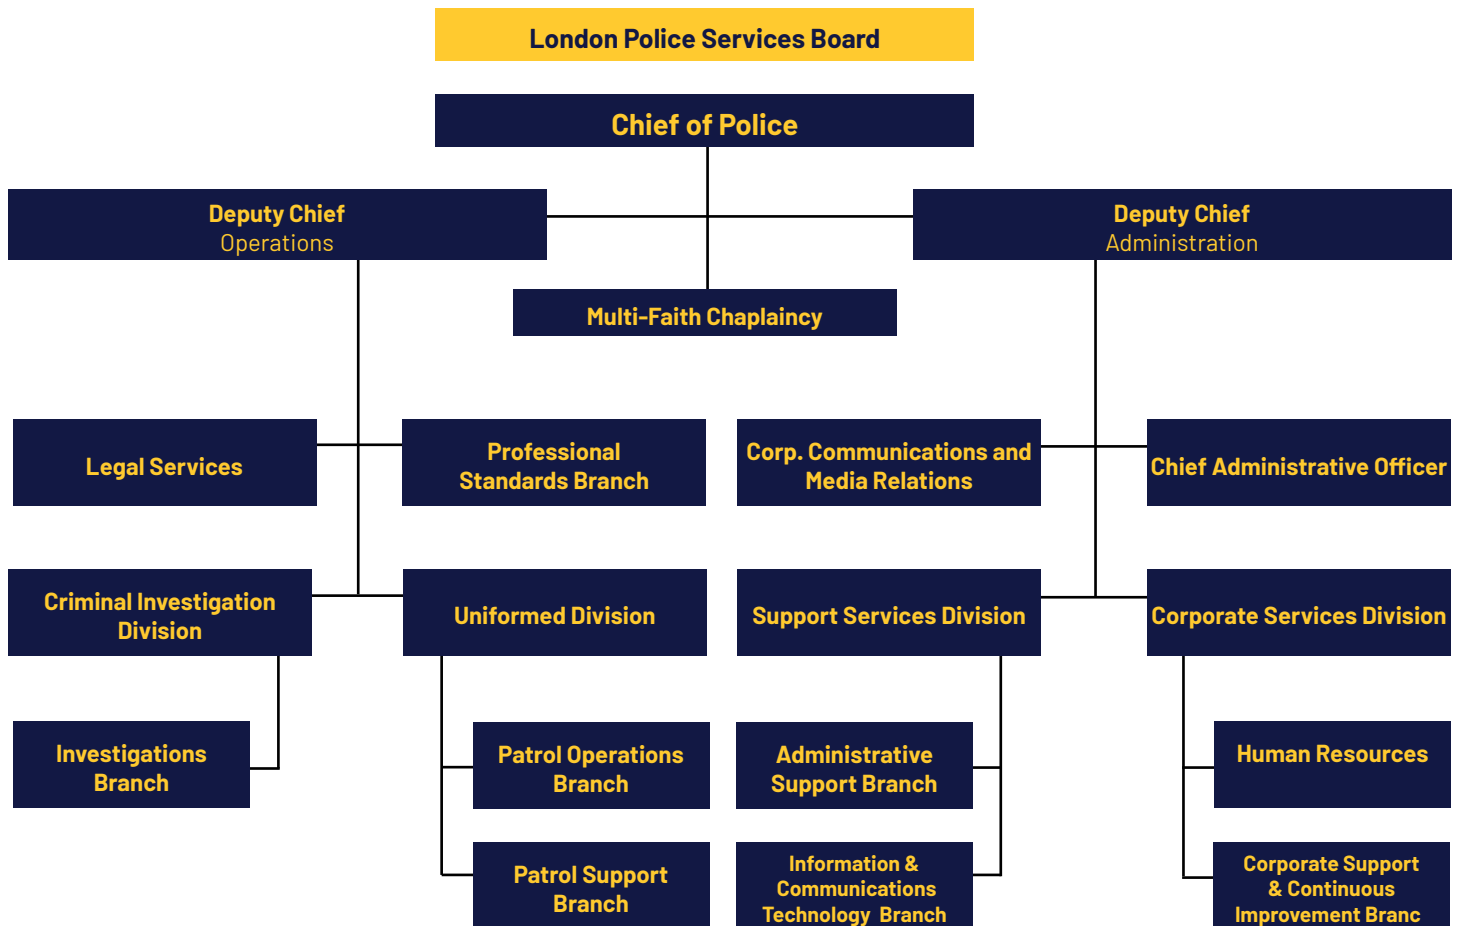 London Police Services Board
Chief of Police
Deputy Chief
Operations
Deputy Chief
Administration
Multi-Faith Chaplaincy
Legal Services
Professional
Standards Branch
Corp. Communications and
Media Relations
Chief Administrative Officer
Criminal Investigation
Division
Uniformed Division
Support Services Division
Corporate Services Division
Investigations
Branch
Patrol Operations
Branch
Administrative
Support Branch
Human Resources
Patrol Support
Branch
Information &
Communications
Technology Branch
Corporate Support
& Continuous
Improvement Branc